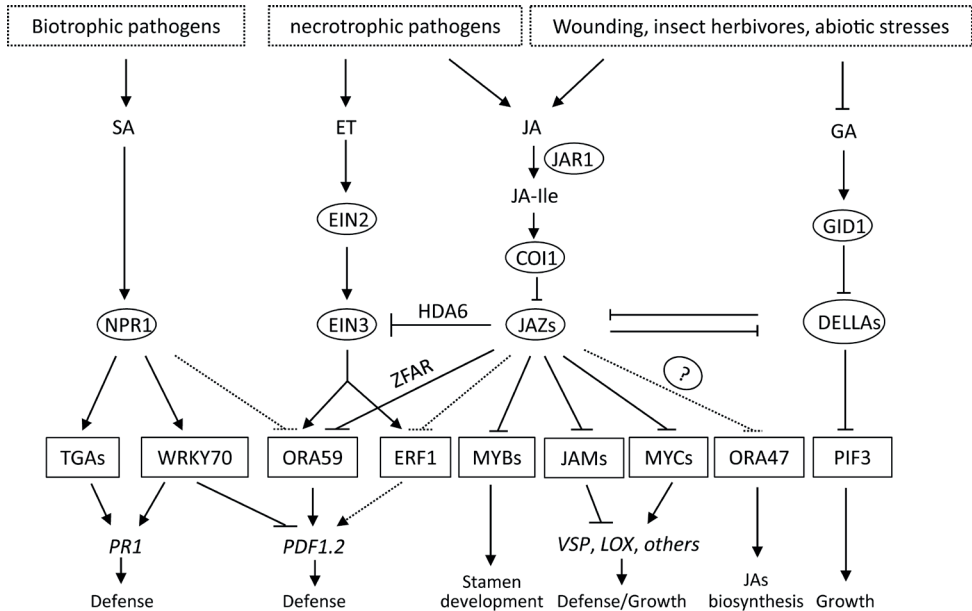 Biotrophic pathogens
necrotrophic pathogens
Wounding, insect herbivores, abiotic stresses
SA
ET
JA
GA
JAR1
JA-Ile
EIN2
GID1
COI1
NPR1
EIN3
HDA6
JAZs
DELLAs
ZFAR
?
TGAs
WRKY70
ORA59
ERF1
MYBs
JAMs
MYCs
ORA47
PIF3
PR1
PDF1.2
VSP, LOX, others
Defense
Defense
Stamen
development
Defense/Growth
JAs
biosynthesis
Growth